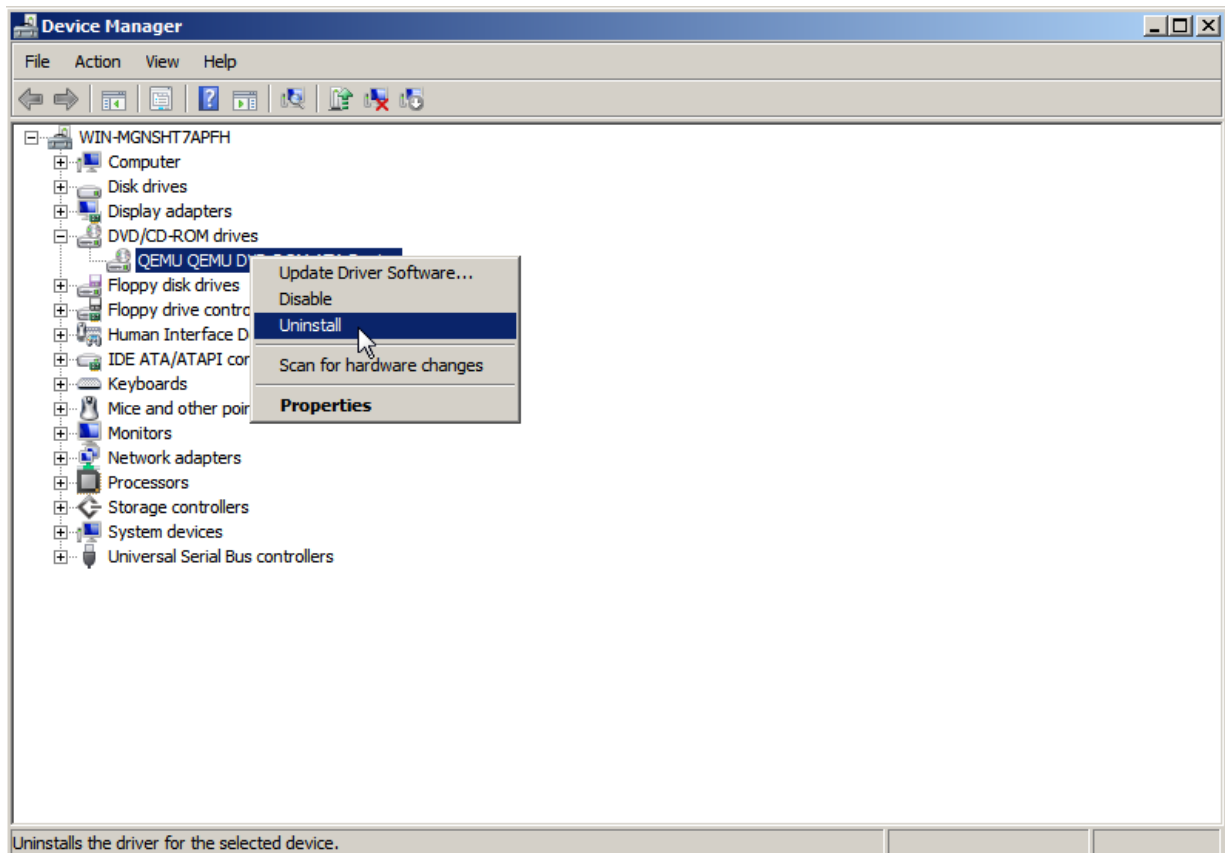 Device Manager
File Action View Help
WIN-MGNSHT7APFH
Computer
Disk drives
Display adapters
DVD/CD-ROM drives
QEMU QEMU
Floppy disk drives
Floppy drive contro
Human Interface D
IDE ATA/ATAPI cor
Keyboards
Mice and other poir
Monitors
Network adapters
Processors
Storage controllers
System devices
Universal Serial Bus controllers
Update Driver Software...
Disable
Uninstall
Scan for hardware changes
Properties
Uninstalls the driver for the selected device.